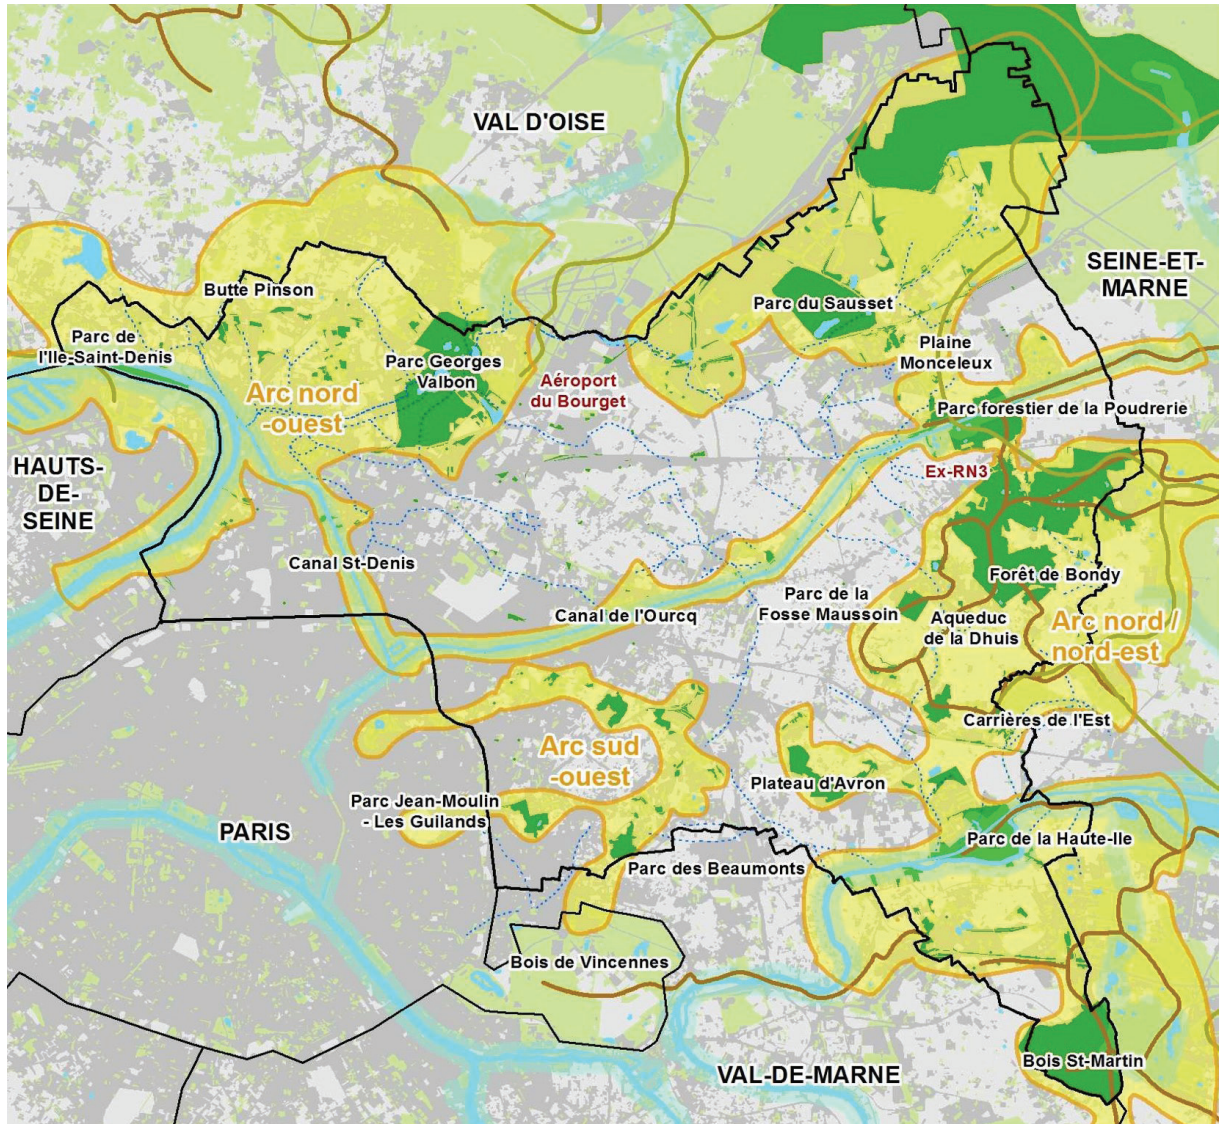 VAL D'OISE
SEINE-ET-
MARNE
Butte Pinson
Parc du Sausset
Parc de
l'Ile-Saint-Denis
Parc Georges
Valbon
Plaine
Monceleux
Aéroport
du Bourget
Arc nord
-ouest
Parc forestier de la Poudrerie
HAUTS-
DE-
SEINE
Ex-RN3
Canal St-Denis
Forêt de Bondy
Parc de la
Fosse Maussoin
Canal de l'Ourcq
Aqueduc
de la Dhuis
Arc nord /
nord-est
Carrières de l'Est
Arc sud
-ouest
Plateau d'Avron
Parc Jean-Moulin
- Les Guilands
PARIS
Parc de la Haute-Ile
Parc des Beaumonts
Bois de Vincennes
Bois St-Martin
VAL-DE-MARNE